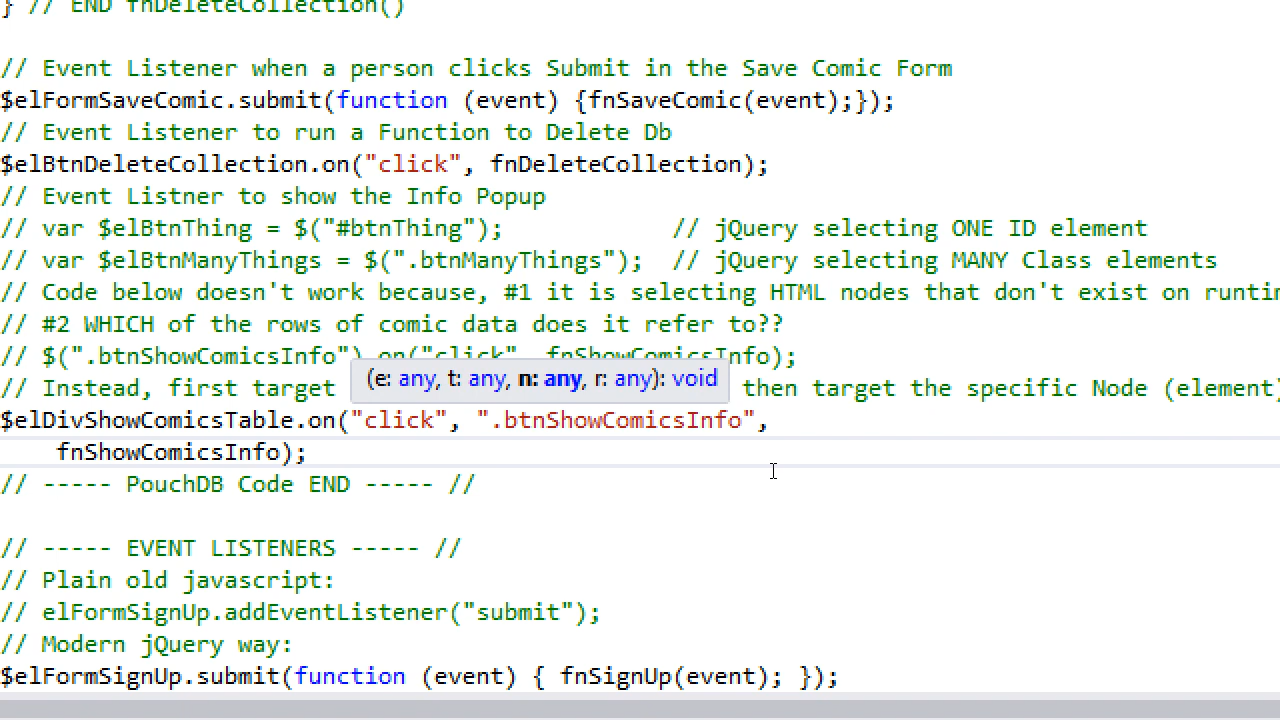 } // END fnDeleteCollection()
// Event Listener when a person clicks Submit in the Save Comic Form
$elFormSaveComic.submit(function (event) {fnSaveComic(event);});
// Event Listener to run a Function to Delete Db
$elBtnDeleteCollection.on("click", fnDeleteCollection);
// Event Listner to show the Info Popup
// var $elBtnThing = $("#btnThing"); // jQuery selecting ONE ID element
// var $elBtnManyThings = $(".btnManyThings"); // jQuery selecting MANY Class elements
// Code below doesn't work because, #1 it is selecting HTML nodes that don't exist on runtin
// #2 WHICH of the rows of comic data does it refer to??
// $(".btnShowComicsInfo").on("click", fnShowComicsInfo);
(e: any, t: any, n: any, r: any): void
// Instead, first target then target the specific Node (element)
$elDivShowComicsTable.on("click", ".btnShowComicsInfo",
fnShowComicsInfo);
// ----- PouchDB Code END ----- //
// ----- EVENT LISTENERS ----- //
// Plain old javascript:
// elFormSignUp.addEventListener("submit");
// Modern jQuery way:
$elFormSignUp.submit(function (event) { fnSignUp(event); });